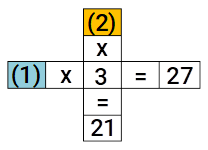 (2)
x
(1) x 3 = 27
=
21